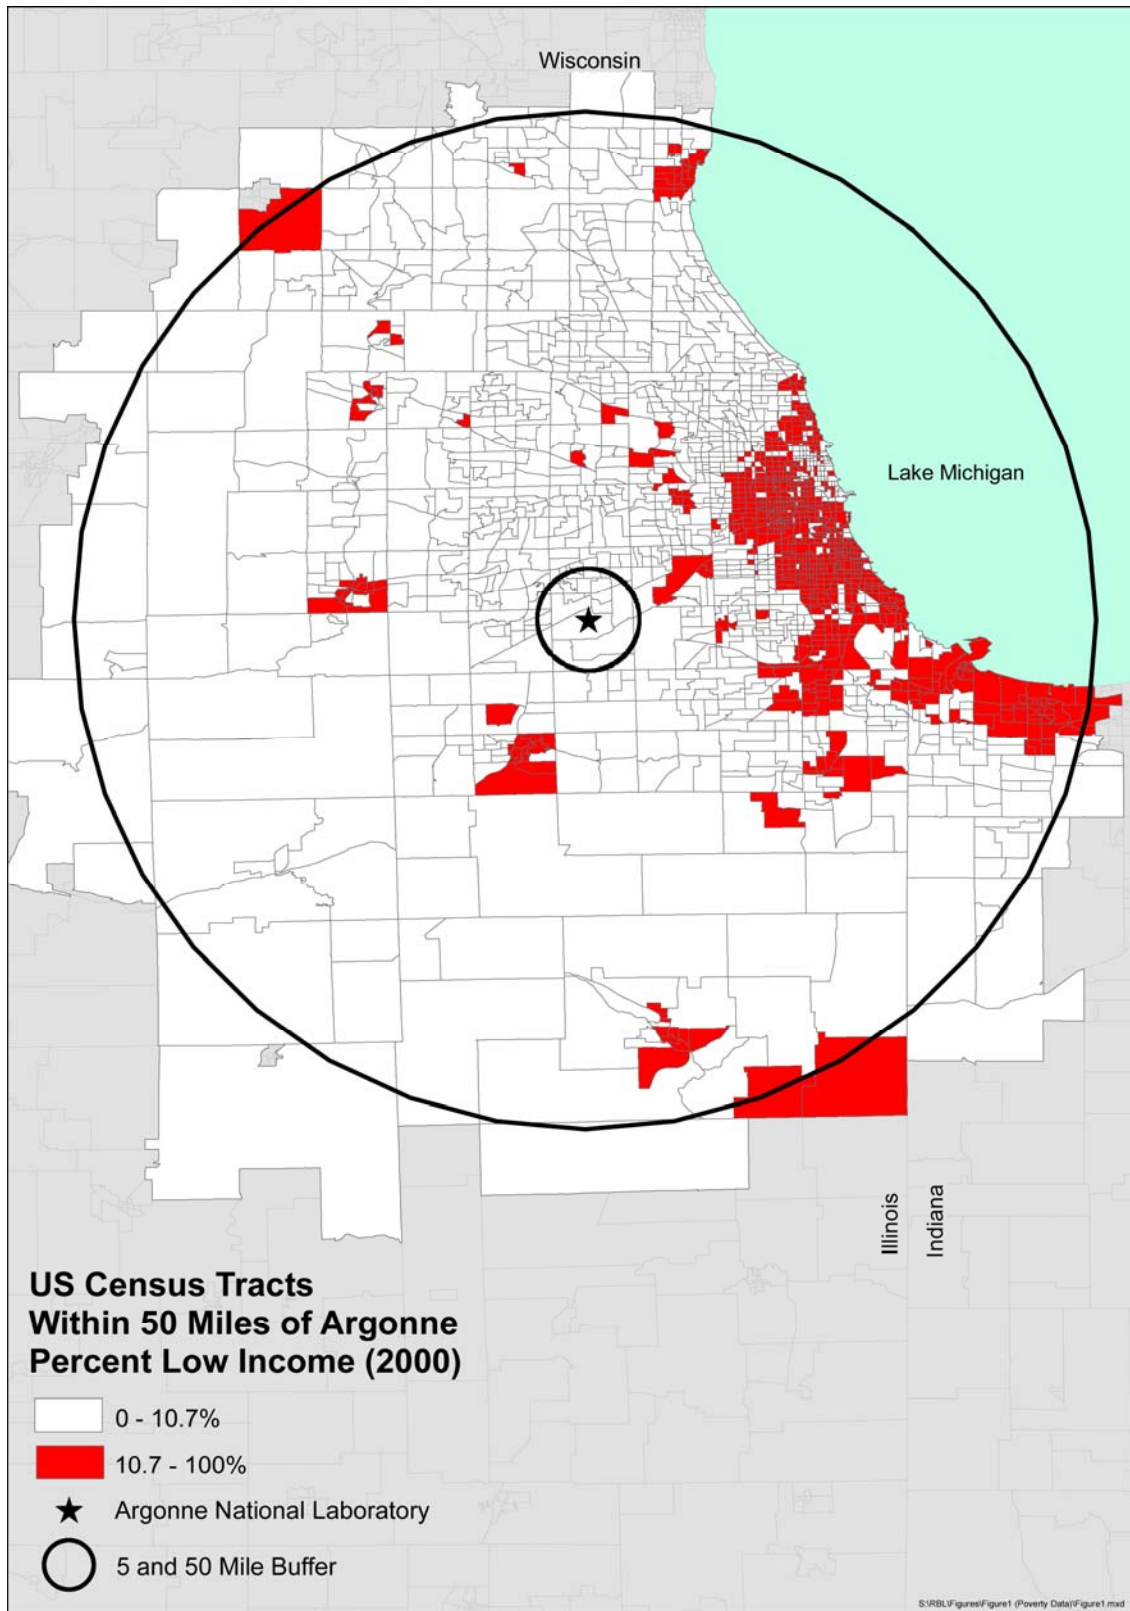 Wisconsin
Lake Michigan
Illinois
Indiana
US Census Tracts
Within 50 Miles of Argonne
Percent Low Income (2000)
0 - 10.7%
10.7 - 100%
Argonne National Laboratory
5 and 50 Mile Buffer
S:\RBL\Figures\Figure1 (Poverty Data)\Figure1.mxd